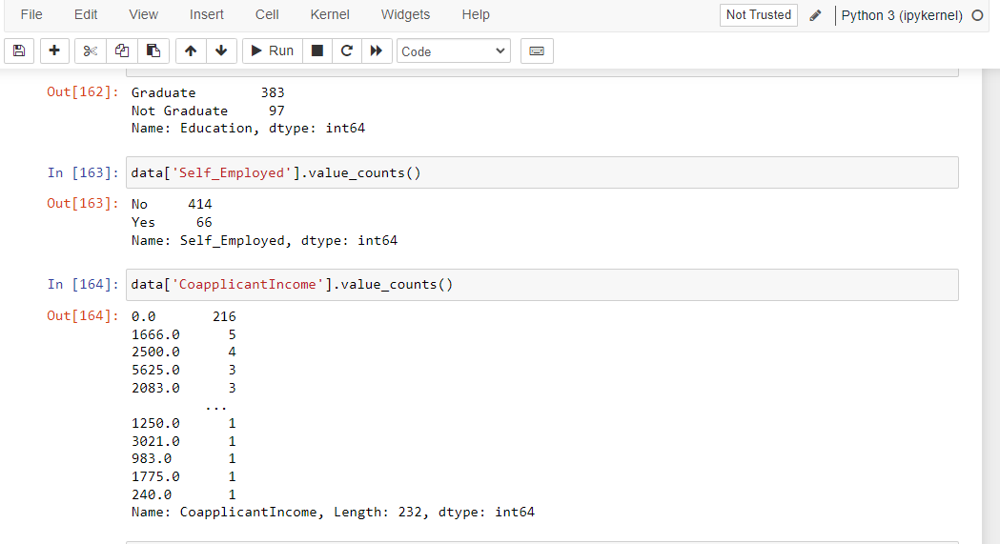 File Edit View Insert Cell Kernel Widgets Help Not Trusted Python 3 (ipykernel)
Run Code
Out[162]: Graduate 383
Not Graduate 97
Name: Education, dtype: int64
In [163]: data['Self_Employed'].value_counts()
Out[163]: No 414
Yes 66
Name: Self_Employed, dtype: int64
In [164]: data['CoapplicantIncome'].value_counts()
Out[164]: 0.0 216
1666.0 5
2500.0 4
5625.0 3
2083.0 3
...
1250.0 1
3021.0 1
983.0 1
1775.0 1
240.0 1
Name: CoapplicantIncome, Length: 232, dtype: int64